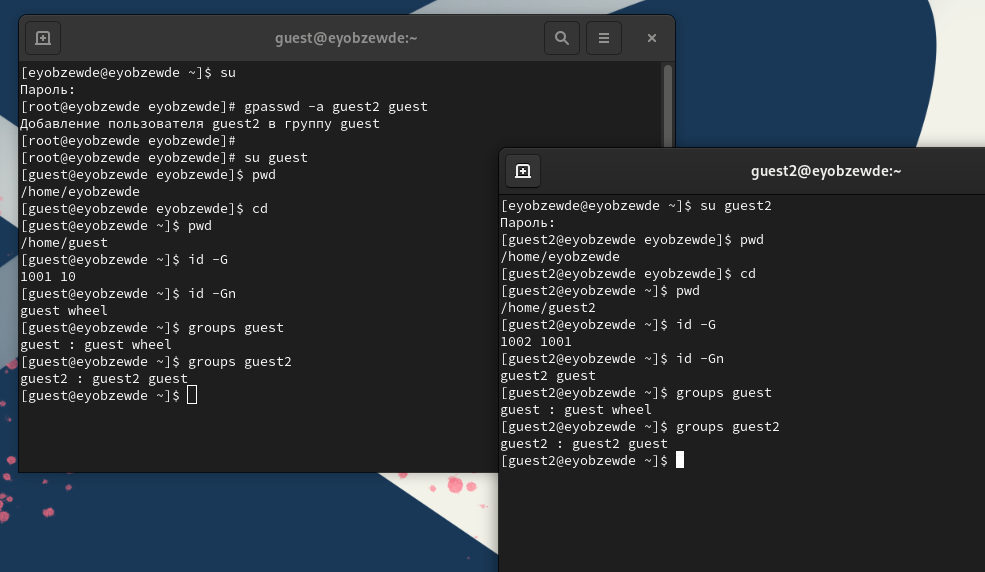 guest@eyobzewde:~
[eyobzewde@eyobzewde ~]$ su
Пароль:
[root@eyobzewde eyobzewde]# gpasswd -a guest2 guest
Добавление пользователя guest2 в группу guest
[root@eyobzewde eyobzewde]#
[root@eyobzewde eyobzewde]# su guest
[guest@eyobzewde eyobzewde]$ pwd
/home/eyobzewde
[guest@eyobzewde eyobzewde]$ cd
[guest@eyobzewde ~]$ pwd
/home/guest
[guest@eyobzewde ~]$ id -G
1001 10
[guest@eyobzewde ~]$ id -Gn
guest wheel
[guest@eyobzewde ~]$ groups guest
guest : guest wheel
[guest@eyobzewde ~]$ groups guest2
guest2 : guest2 guest
[guest@eyobzewde ~]$
guest2@eyobzewde:~
[eyobzewde@eyobzewde ~]$ su guest2
Пароль:
[guest2@eyobzewde eyobzewde]$ pwd
/home/eyobzewde
[guest2@eyobzewde eyobzewde]$ cd
[guest2@eyobzewde ~]$ pwd
/home/guest2
[guest2@eyobzewde ~]$ id -G
1002 1001
[guest2@eyobzewde ~]$ id -Gn
guest2 guest
[guest2@eyobzewde ~]$ groups guest
guest : guest wheel
[guest2@eyobzewde ~]$ groups guest2
guest2 : guest2 guest
[guest2@eyobzewde ~]$